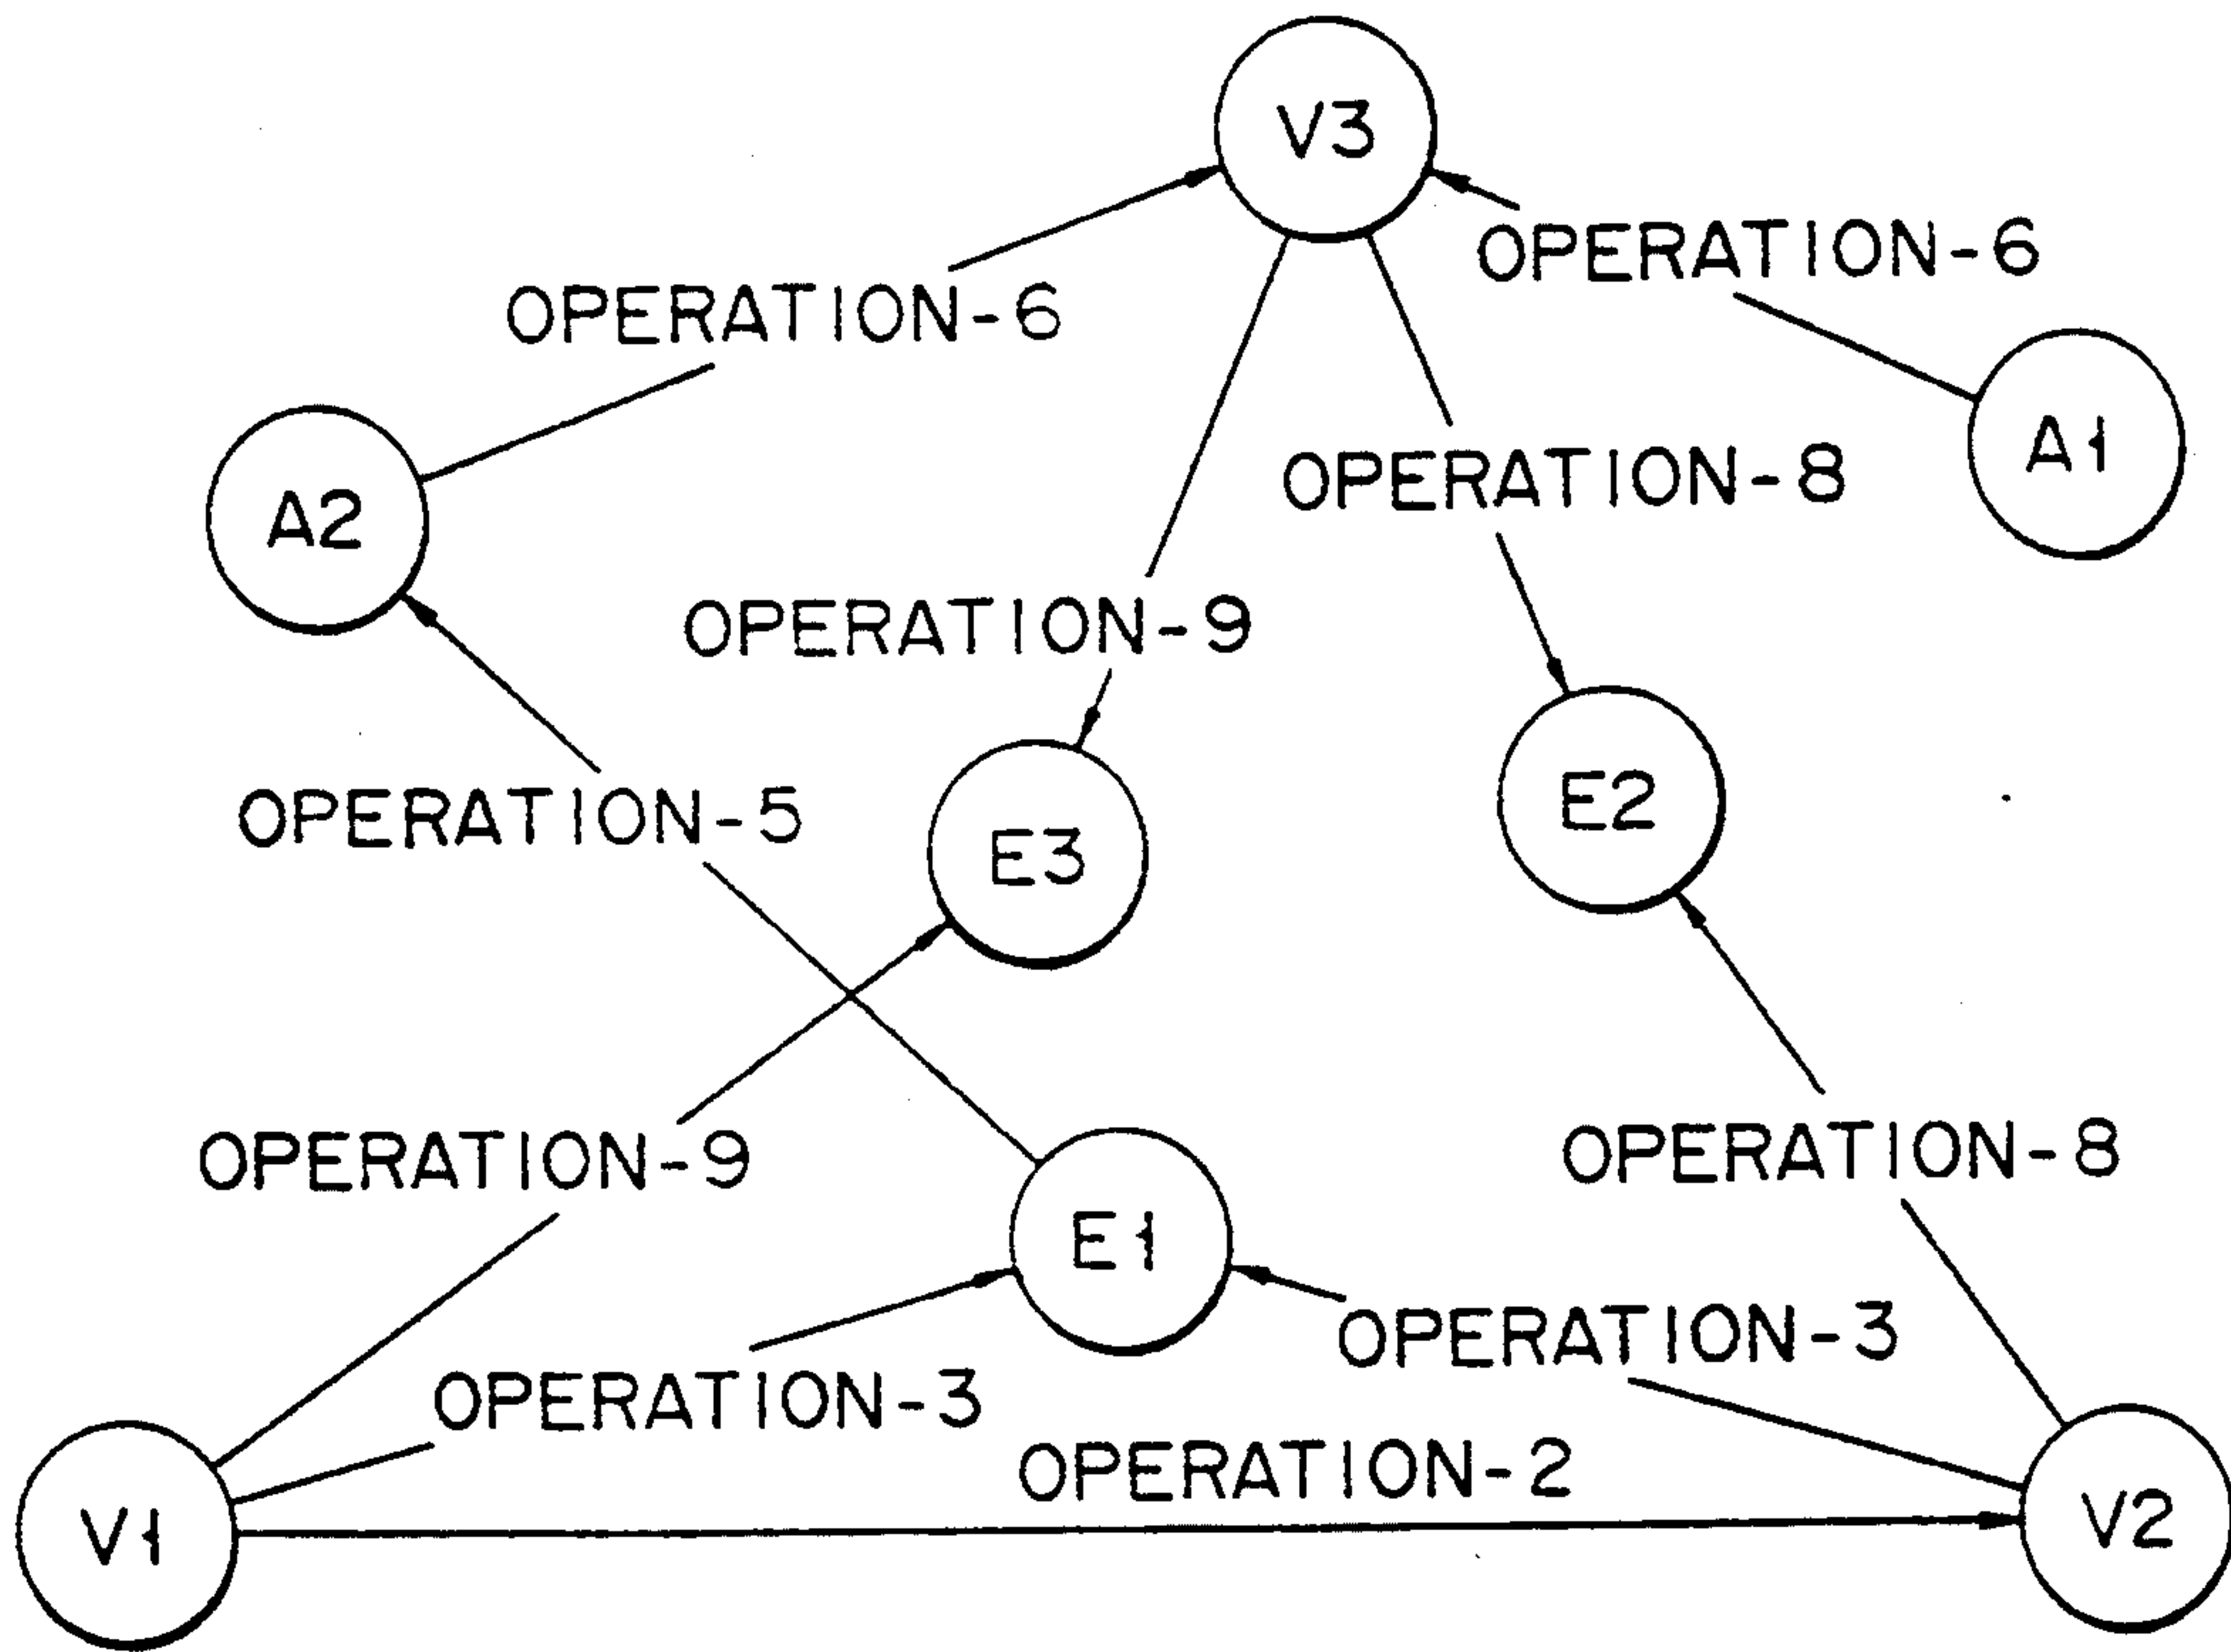 V3
OPERATION-6
OPERATION-6
A1
OPERATION-8
A2
OPERATION-9
E2
OPERATION-5
E3
OPERATION-9
OPERATION-8
E1
OPERATION-3
OPERATION-3
OPERATION-2
V1
V2